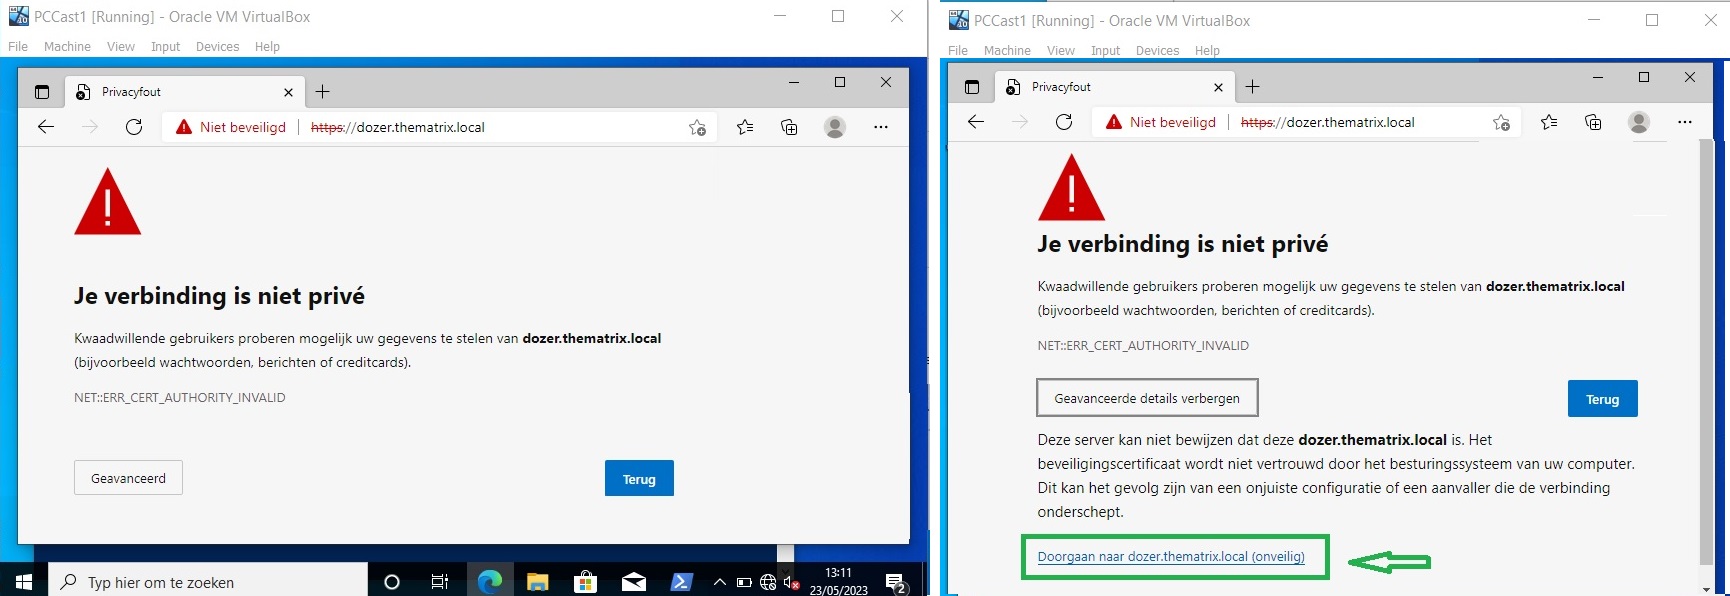 PCCast1 [Running] - Oracle VM VirtualBox
File Machine View Input Devices Help
Privacyfout
Niet beveiligd https://dozer.thematrix.local
Je verbinding is niet privé
Kwaadwillende gebruikers proberen mogelijk uw gegevens te stelen van dozer.thematrix.local
(bijvoorbeeld wachtwoorden, berichten of creditcards).
NET::ERR_CERT_AUTHORITY_INVALID
Geavanceerd
Terug
Typ hier om te zoeken
13:11
23/05/2023
2
PCCast1 [Running] - Oracle VM VirtualBox
File Machine View Input Devices Help
Privacyfout
Niet beveiligd https://dozer.thematrix.local
Je verbinding is niet privé
Kwaadwillende gebruikers proberen mogelijk uw gegevens te stelen van dozer.thematrix.local
(bijvoorbeeld wachtwoorden, berichten of creditcards).
NET::ERR_CERT_AUTHORITY_INVALID
Geavanceerde details verbergen
Terug
Deze server kan niet bewijzen dat deze dozer.thematrix.local is. Het
beveiligingscertificaat wordt niet vertrouwd door het besturingssysteem van uw computer.
Dit kan het gevolg zijn van een onjuiste configuratie of een aanvaller die de verbinding
onderschept.
Doorgaan naar dozer.thematrix.local (onveilig)